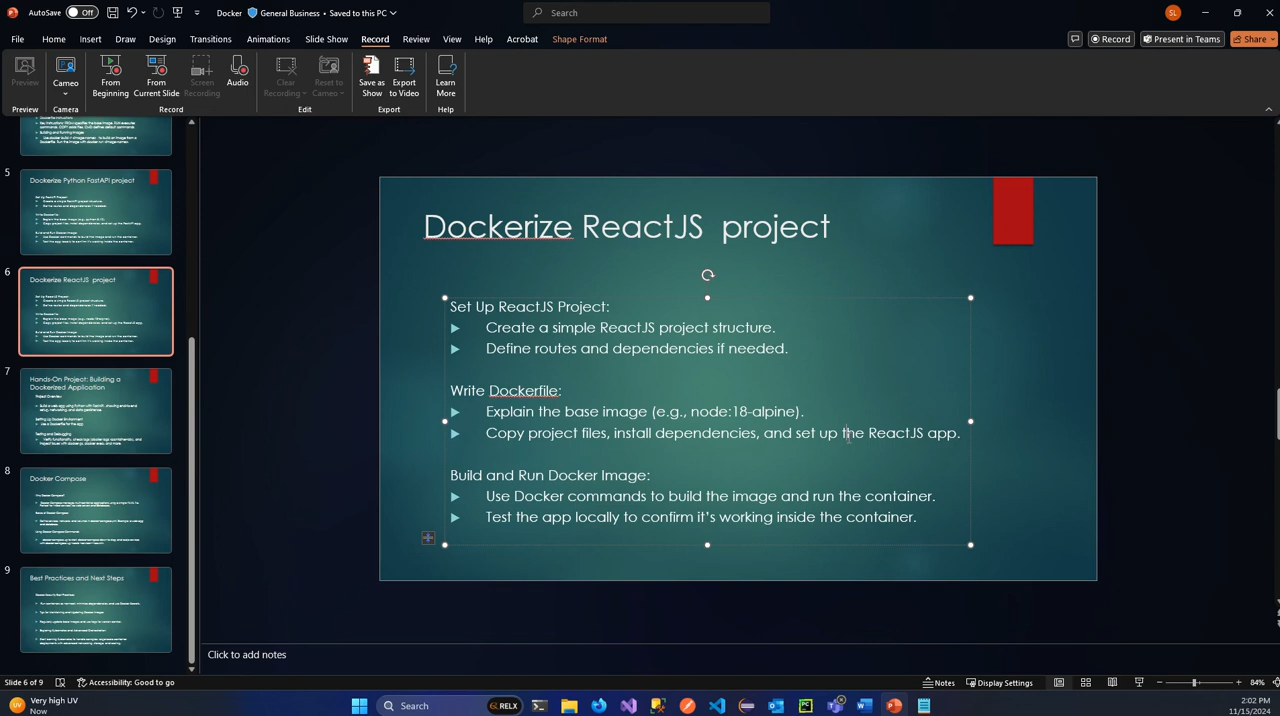 AutoSave
Off
Docker
General Business • Saved to this PC
Search
SL
File
Home
Insert
Draw
Design
Transitions
Animations
Slide Show
Record
Review
View
Help
Acrobat
Shape Format
Record
Present in Teams
Share
Preview
Cameo
From Beginning
From Current Slide
Screen Recording
Audio
Clear Recording
Reset to Cameo
Save as Show
Export to Video
Learn More
Preview
Camera
Record
Edit
Export
Help
5
Dockerize Python FastAPI project
6
Dockerize ReactJS project
7
Hands-On Project: Building a
Dockerized Application
8
Docker Compose
9
Best Practices and Next Steps
Dockerize ReactJS project
Set Up ReactJS Project:
Create a simple ReactJS project structure.
Define routes and dependencies if needed.
Write Dockerfile:
Explain the base image (e.g., node:18-alpine).
Copy project files, install dependencies, and set up the ReactJS app.
Build and Run Docker Image:
Use Docker commands to build the image and run the container.
Test the app locally to confirm it's working inside the container.
Click to add notes
Slide 6 of 9
Accessibility: Good to go
Notes
Display Settings
Very high UV
Now
Search
RELX
2:02 PM
11/15/2024